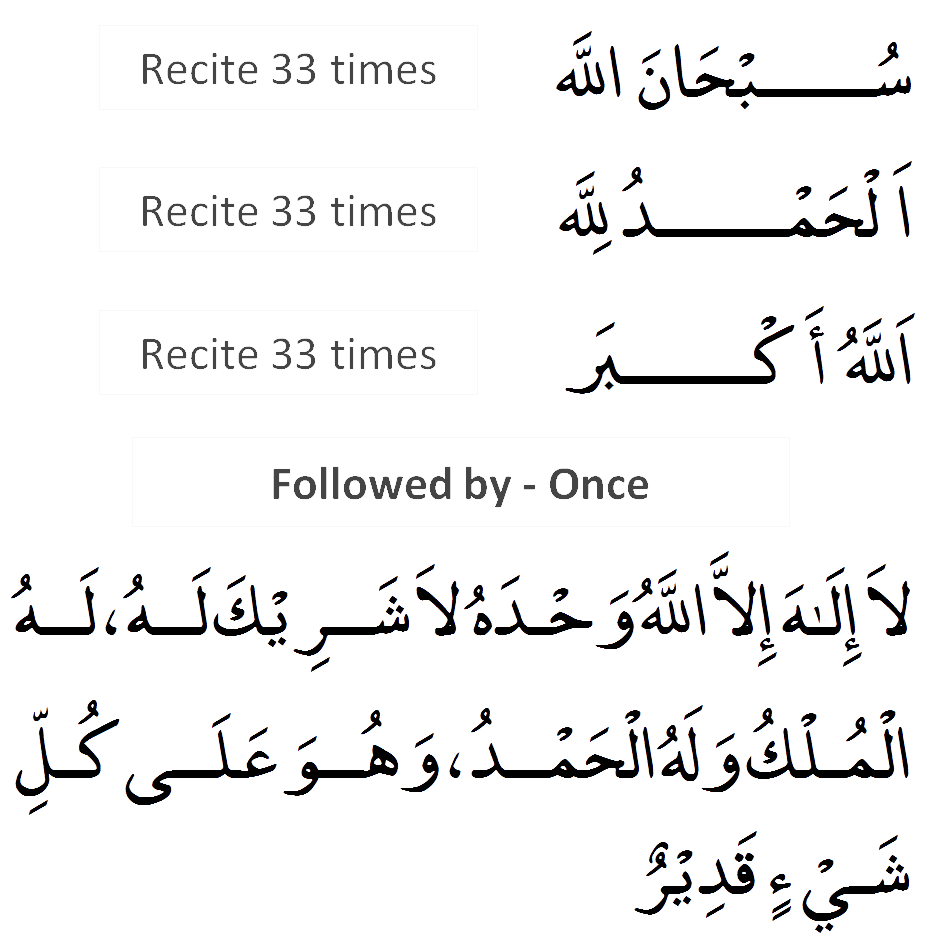 سُبْحَانَ اللَّه
Recite 33 times
اَلْحَمْدُ لِلَّه
Recite 33 times
اَللَّهُ أَكْبَرَ
Recite 33 times
Followed by - Once
لاَ إِلَـٰهَ إِلاَّ اللَّهُ وَحْدَهُ لاَ شَرِيْكَ لَهُ، لَهُ
الْمُلْكُ وَلَهُ الْحَمْدُ، وَهُوَ عَلَى كُلِّ
شَيْءٍ قَدِيْرٌ